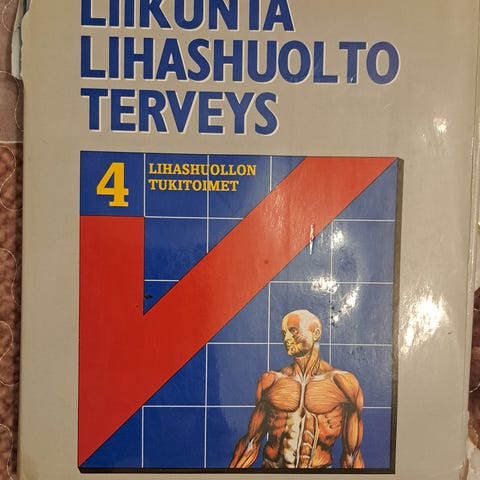 LIIKUNTA
LIHASHUOLTO
TERVEYS
4
LIHASHUOLLON
TUKITOIMET